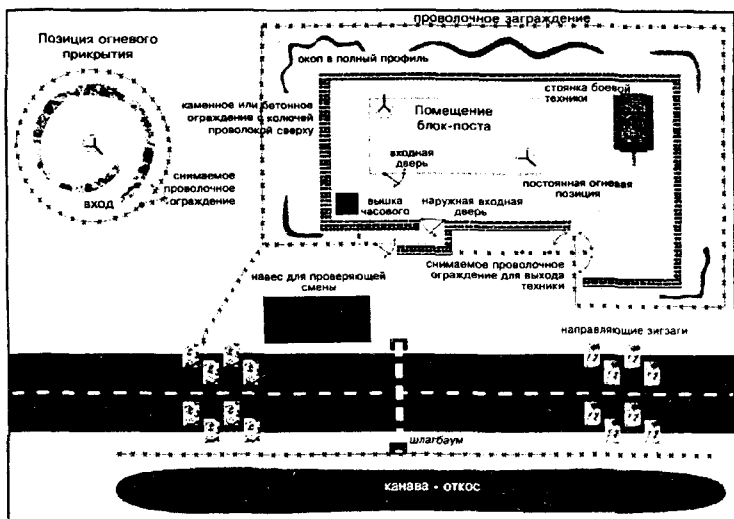 проволочное заграждение
Позиция огневого
прикрытия
окоп в полный профиль
стоянка боевой
техники
каменное или бетонное
ограждение с колючей
проволокой сверху
Помещение
блок-поста
входная
дверь
снимаемое
проволочное
ограждение
вход
постоянная огневая
позиция
вышка
часового
наружная входная
дверь
снимаемое проволочное
ограждение для выхода
техники
навес для проверяющей
смены
направляющие зигзаги
шлагбаум
канава - откос